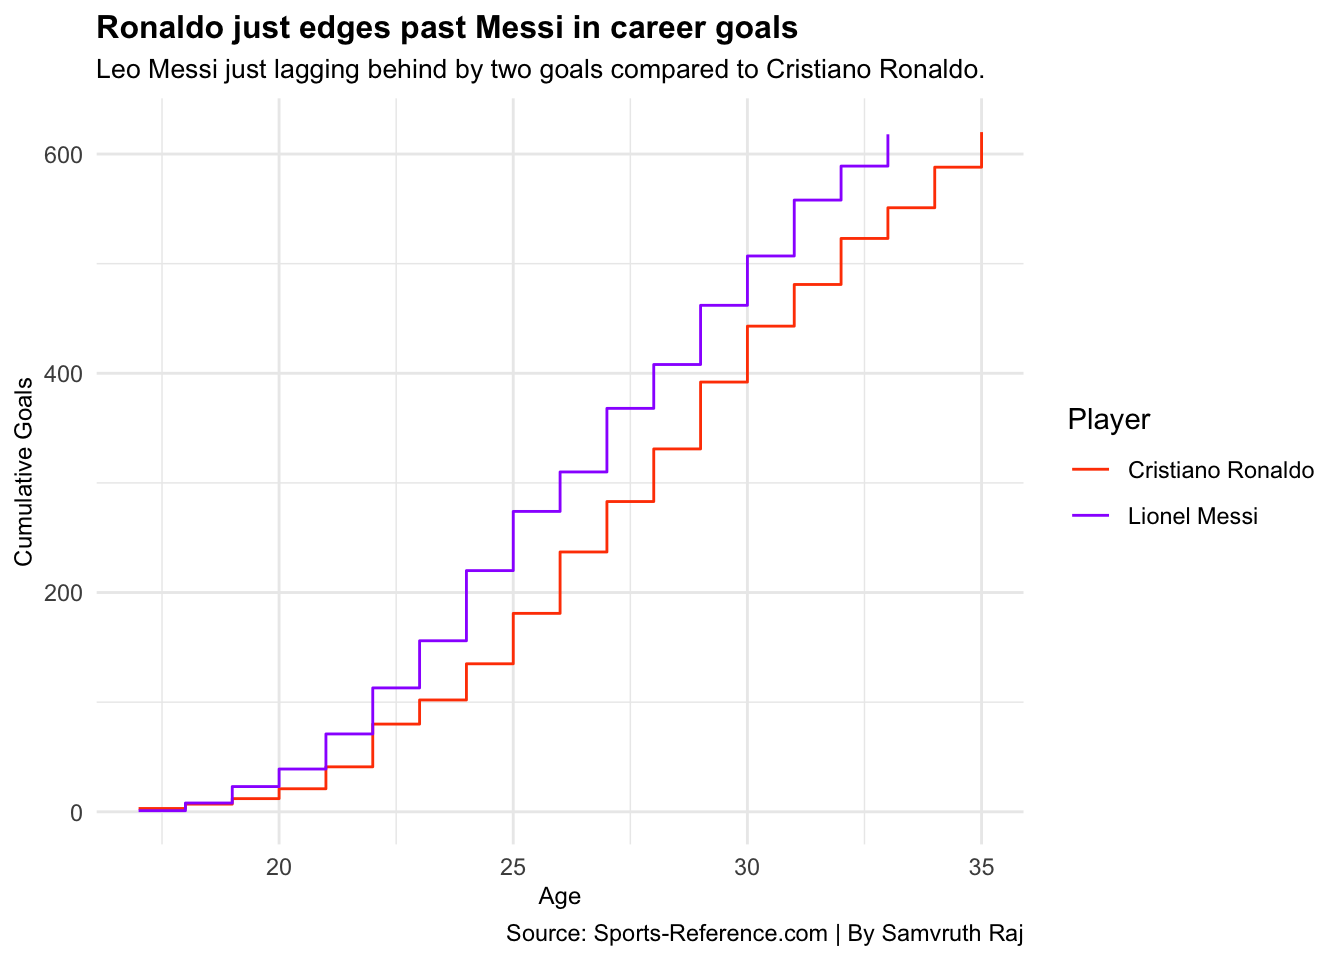 Ronaldo just edges past Messi in career goals
Leo Messi just lagging behind by two goals compared to Cristiano Ronaldo.
600
400
200
0
Cumulative Goals
20
25
30
35
Age
Player
Cristiano Ronaldo
Lionel Messi
Source: Sports-Reference.com | By Samvruth Raj